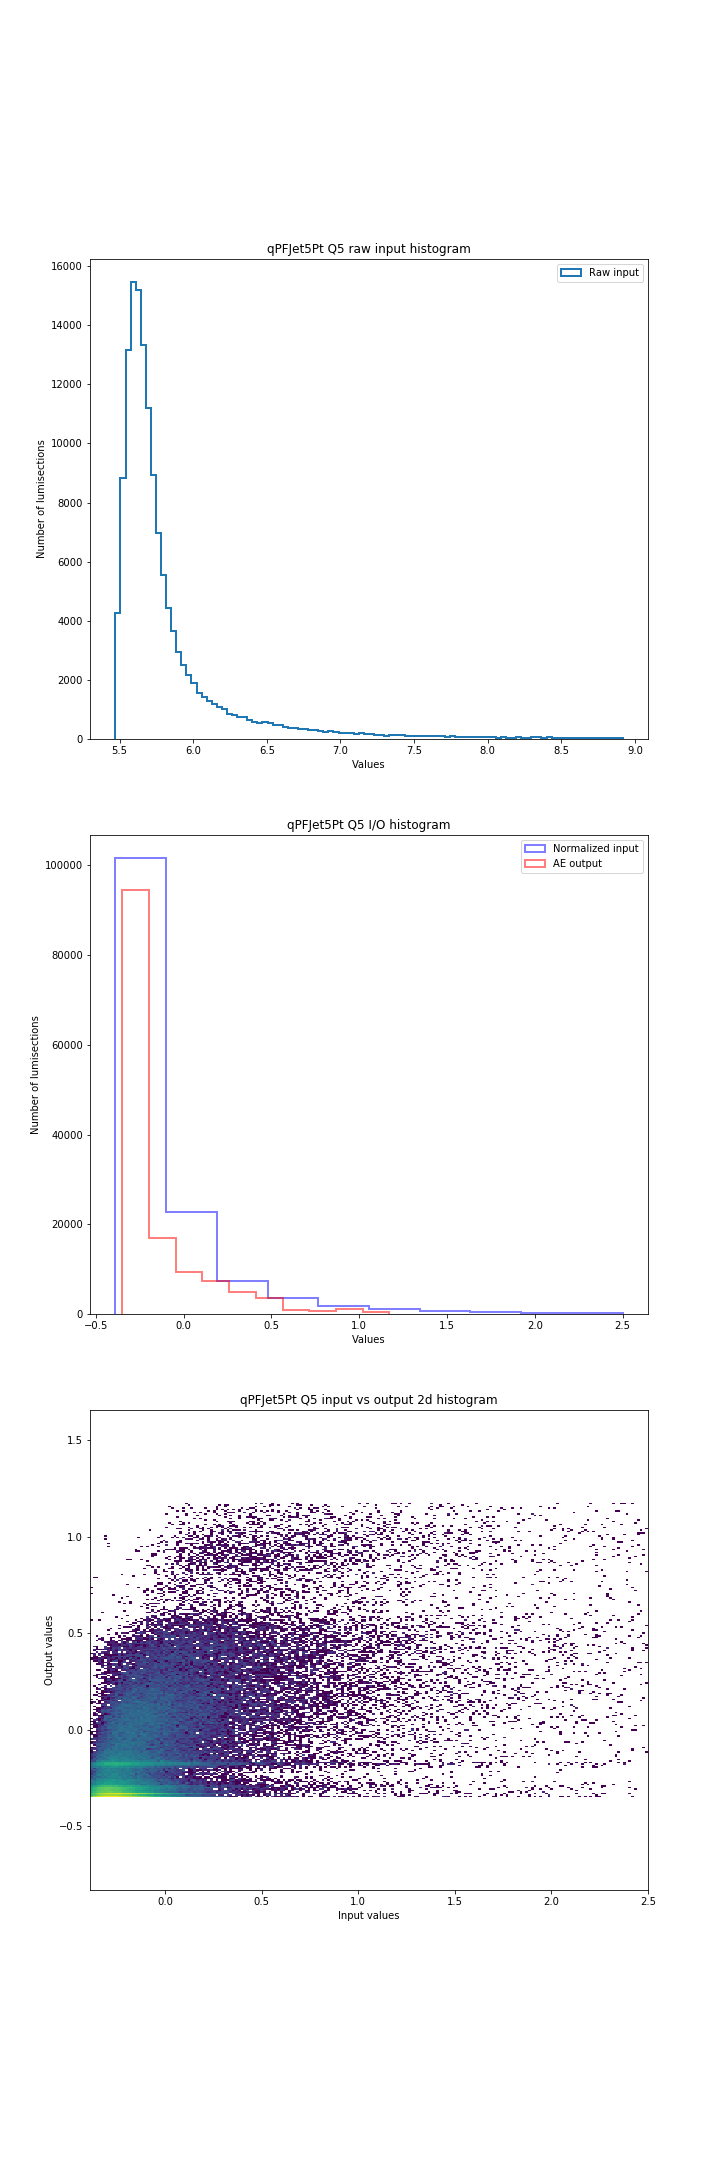 qPFJet5Pt Q5 raw input histogram
Raw input
16000
14000
12000
10000
8000
6000
4000
2000
0
Number of lumisections
5.5 6.0 6.5 7.0 7.5 8.0 8.5 9.0
Values
qPFJet5Pt Q5 I/O histogram
Normalized input
AE output
100000
80000
60000
40000
20000
0
Number of lumisections
−0.5 0.0 0.5 1.0 1.5 2.0 2.5
Values
qPFJet5Pt Q5 input vs output 2d histogram
1.5
1.0
0.5
0.0
−0.5
Output values
0.0 0.5 1.0 1.5 2.0 2.5
Input values